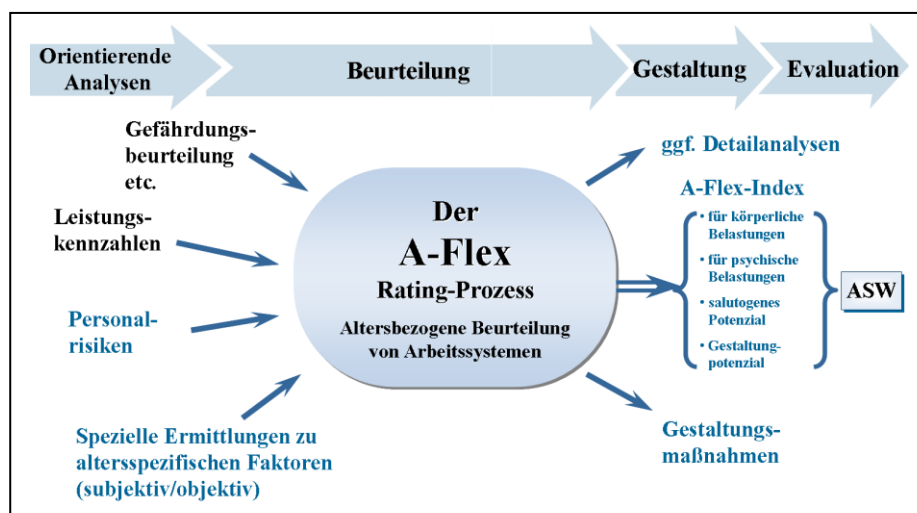 Orientierende
Analysen
Beurteilung
Gestaltung
Evaluation
Gefährdungs-
beurteilung
etc.
Leistungs-
kennzahlen
Personal-
risiken
Spezielle Ermittlungen zu
altersspezifischen Faktoren
(subjektiv/objektiv)
Der
A-Flex
Rating-Prozess
Altersbezogene Beurteilung
von Arbeitssystemen
ggf. Detailanalysen
A-Flex-Index
• für körperliche
Belastungen
• für psychische
Belastungen
• salutogenes
Potenzial
• Gestaltung-
potenzial
ASW
Gestaltungs-
maßnahmen